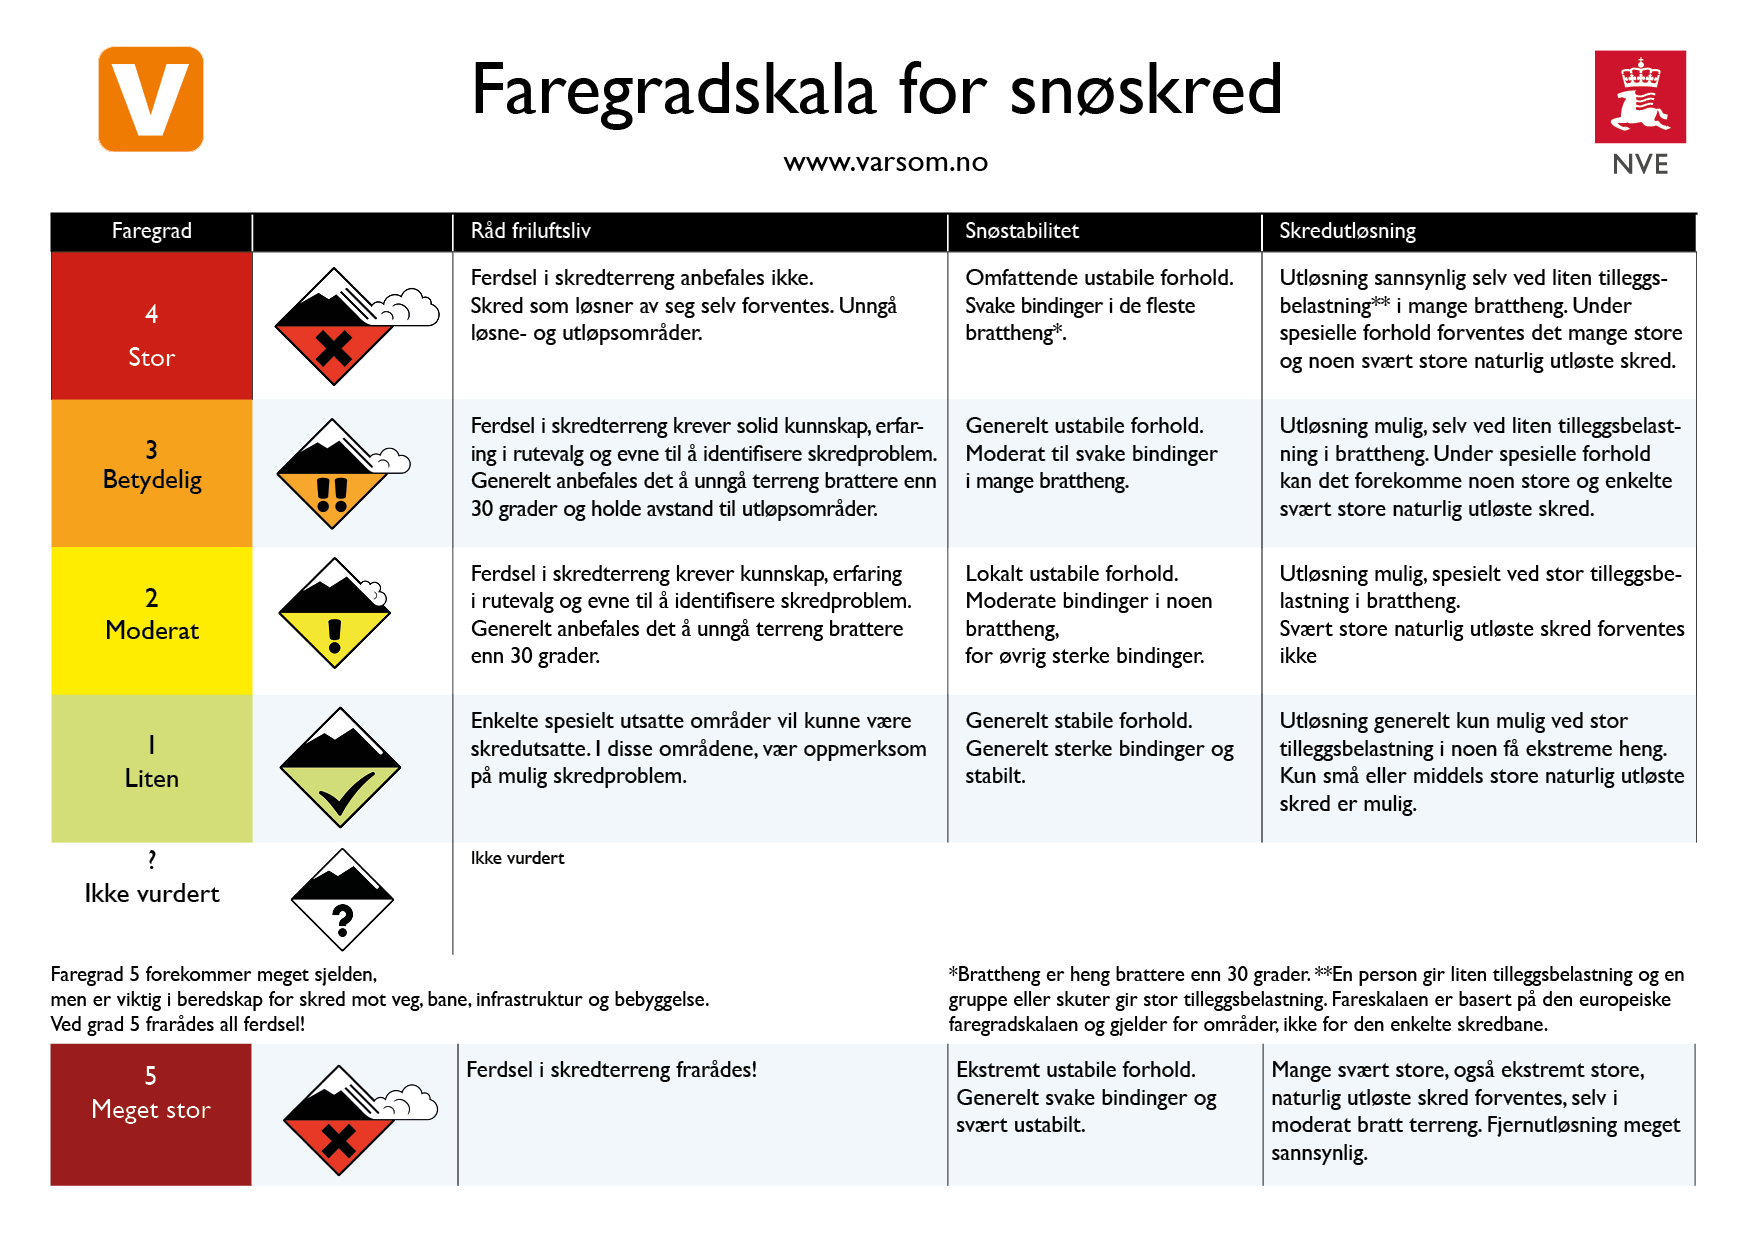 V
Faregradskala for snøskred
www.varsom.no
NVE
Faregrad
Råd friluftsliv
Snøstabilitet
Skredutløsning
4
Stor
Ferdsel i skredterreng anbefales ikke.
Skred som løsner av seg selv forventes. Unngå
løsne- og utløpsområder.
Omfattende ustabile forhold.
Svake bindinger i de fleste
brattheng*.
Utløsning sannsynlig selv ved liten tilleggs-
belastning** i mange brattheng. Under
spesielle forhold forventes det mange store
og noen svært store naturlig utløste skred.
3
Betydelig
!!
Ferdsel i skredterreng krever solid kunnskap, erfar-
ing i rutevalg og evne til å identifisere skredproblem.
Generelt anbefales det å unngå terreng brattere enn
30 grader og holde avstand til utløpsområder.
Generelt ustabile forhold.
Moderat til svake bindinger
i mange brattheng.
Utløsning mulig, selv ved liten tilleggsbelast-
ning i brattheng. Under spesielle forhold
kan det forekomme noen store og enkelte
svært store naturlig utløste skred.
2
Moderat
!
Ferdsel i skredterreng krever kunnskap, erfaring
i rutevalg og evne til å identifisere skredproblem.
Generelt anbefales det å unngå terreng brattere
enn 30 grader.
Lokalt ustabile forhold.
Moderate bindinger i noen
brattheng,
for øvrig sterke bindinger.
Utløsning mulig, spesielt ved stor tilleggsbe-
lastning i brattheng.
Svært store naturlig utløste skred forventes
ikke
1
Liten
Enkelte spesielt utsatte områder vil kunne være
skredutsatte. I disse områdene, vær oppmerksom
på mulig skredproblem.
Generelt stabile forhold.
Generelt sterke bindinger og
stabilt.
Utløsning generelt kun mulig ved stor
tilleggsbelastning i noen få ekstreme heng.
Kun små eller middels store naturlig utløste
skred er mulig.
?
Ikke vurdert
?
Ikke vurdert
Faregrad 5 forekommer meget sjelden,
men er viktig i beredskap for skred mot veg, bane, infrastruktur og bebyggelse.
Ved grad 5 frarådes all ferdsel!
*Brattheng er heng brattere enn 30 grader. **En person gir liten tilleggsbelastning og en
gruppe eller skuter gir stor tilleggsbelastning. Fareskalaen er basert på den europeiske
faregradskalaen og gjelder for områder, ikke for den enkelte skredbane.
5
Meget stor
Ferdsel i skredterreng frarådes!
Ekstremt ustabile forhold.
Generelt svake bindinger og
svært ustabilt.
Mange svært store, også ekstremt store,
naturlig utløste skred forventes, selv i
moderat bratt terreng. Fjernutløsning meget
sannsynlig.